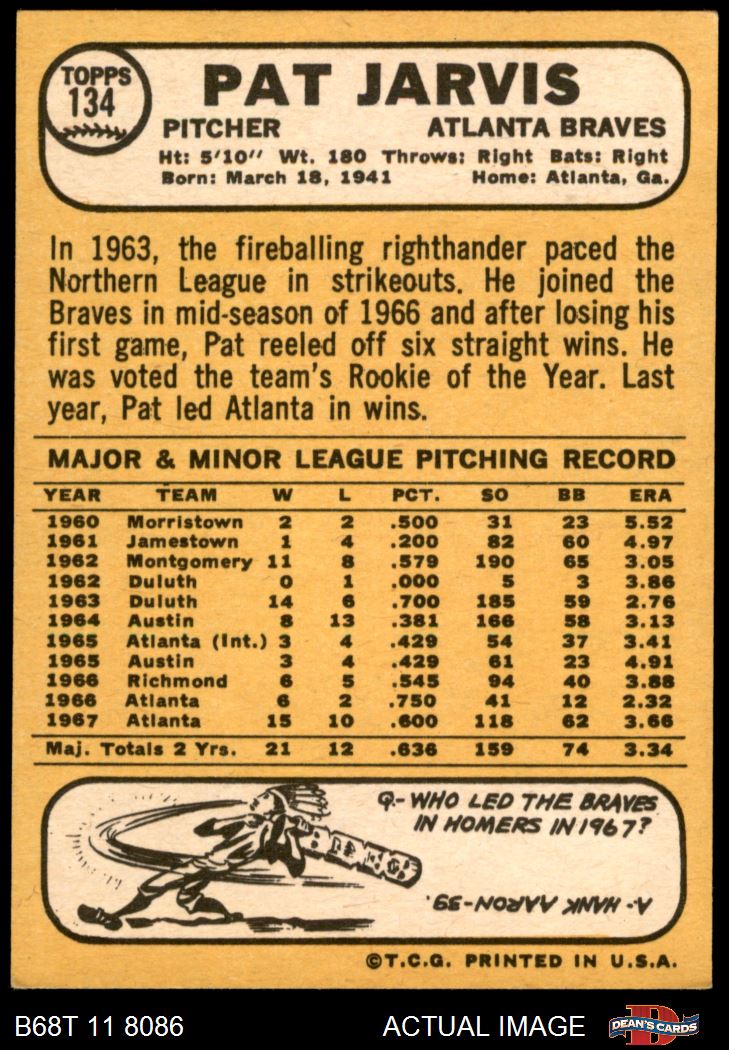 TOPPS
134
PAT JARVIS
PITCHER ATLANTA BRAVES
Ht: 5'10" Wt. 180 Throws: Right Bats: Right
Born: March 18, 1941 Home: Atlanta, Ga.
In 1963, the fireballing righthander paced the
Northern League in strikeouts. He joined the
Braves in mid-season of 1966 and after losing his
first game, Pat reeled off six straight wins. He
was voted the team's Rookie of the Year. Last
year, Pat led Atlanta in wins.
MAJOR & MINOR LEAGUE PITCHING RECORD
YEAR TEAM W L PCT. SO BB ERA
1960 Morristown 2 2 .500 31 23 5.52
1961 Jamestown 1 4 .200 82 60 4.97
1962 Montgomery 11 8 .579 190 65 3.05
1962 Duluth 0 1 .000 5 3 3.86
1963 Duluth 14 6 .700 185 59 2.76
1964 Austin 8 13 .381 166 58 3.13
1965 Atlanta (Int.) 3 4 .429 54 37 3.41
1965 Austin 3 4 .429 61 23 4.91
1966 Richmond 6 5 .545 94 40 3.88
1966 Atlanta 6 2 .750 41 12 2.32
1967 Atlanta 15 10 .600 118 62 3.66
Maj. Totals 2 Yrs. 21 12 .636 159 74 3.34
Q-WHO LED THE BRAVES
IN HOMERS IN 1967?
A- HANK AARON-39.
©T.C.G. PRINTED IN U.S.A.
B68T 11 8086 ACTUAL IMAGE DEAN'S CARDS